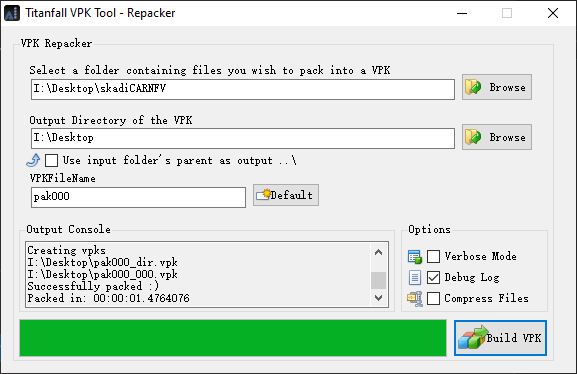 Titanfall VPK Tool - Repacker
VPK Repacker
Select a folder containing files you wish to pack into a VPK
I:\Desktop\skadiCARNFV
Browse
Output Directory of the VPK
I:\Desktop
Browse
Use input folder's parent as output ..\
VPKFileName
pak000
Default
Output Console
Creating vpks
I:\Desktop\pak000_dir.vpk
I:\Desktop\pak000_000.vpk
Successfully packed :)
Packed in: 00:00:01.4764076
Options
Verbose Mode
Debug Log
Compress Files
Build VPK